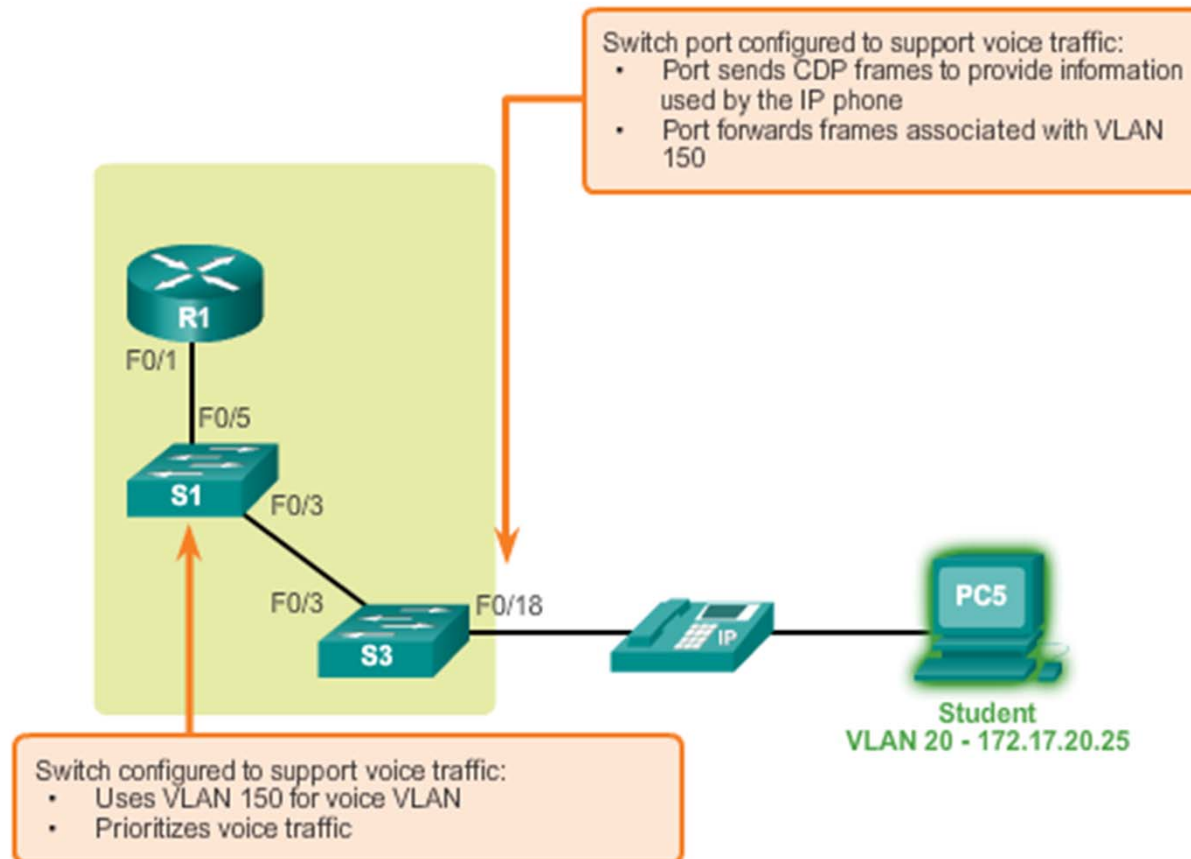 Switch port configured to support voice traffic:
• Port sends CDP frames to provide information
used by the IP phone
• Port forwards frames associated with VLAN
150
R1
F0/1
F0/5
S1
F0/3
F0/3
F0/18
S3
IP
PC5
Student
VLAN 20 - 172.17.20.25
Switch configured to support voice traffic:
• Uses VLAN 150 for voice VLAN
• Prioritizes voice traffic